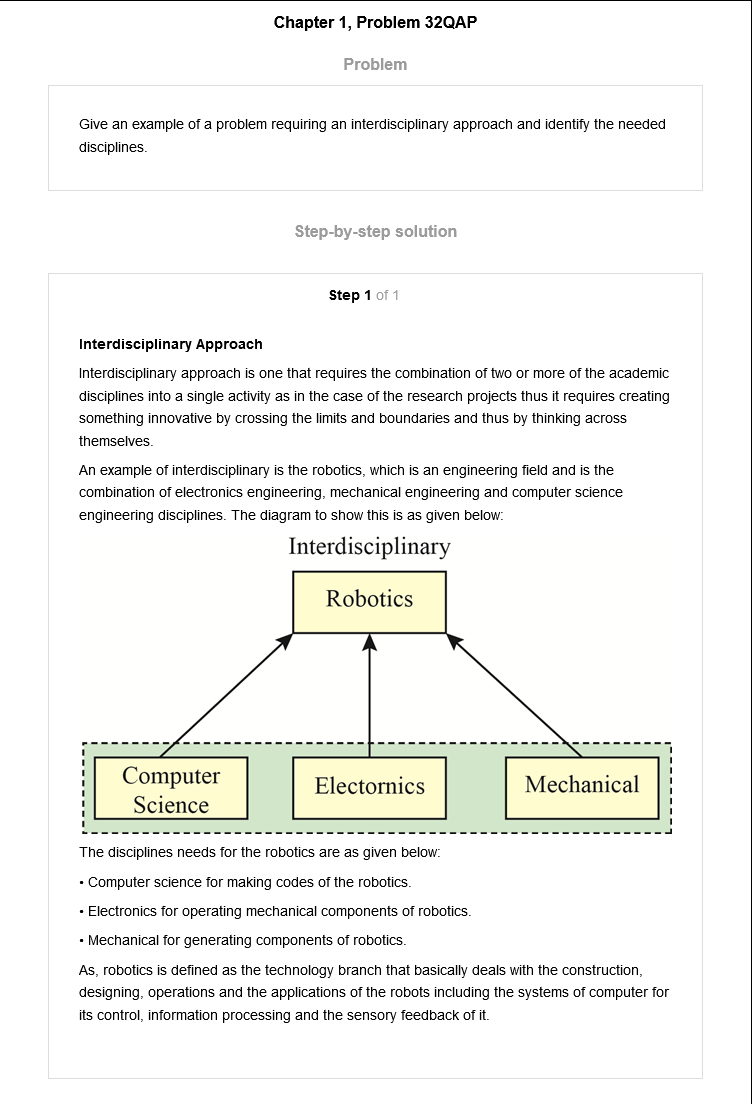 Chapter 1, Problem 32QAP
Problem
Give an example of a problem requiring an interdisciplinary approach and identify the needed
disciplines.
Step-by-step solution
Step 1 of 1
Interdisciplinary Approach
Interdisciplinary approach is one that requires the combination of two or more of the academic
disciplines into a single activity as in the case of the research projects thus it requires creating
something innovative by crossing the limits and boundaries and thus by thinking across
themselves.
An example of interdisciplinary is the robotics, which is an engineering field and is the
combination of electronics engineering, mechanical engineering and computer science
engineering disciplines. The diagram to show this is as given below:
Interdisciplinary
Robotics
Computer
Science
Electornics
Mechanical
The disciplines needs for the robotics are as given below:
• Computer science for making codes of the robotics.
• Electronics for operating mechanical components of robotics.
• Mechanical for generating components of robotics.
As, robotics is defined as the technology branch that basically deals with the construction,
designing, operations and the applications of the robots including the systems of computer for
its control, information processing and the sensory feedback of it.